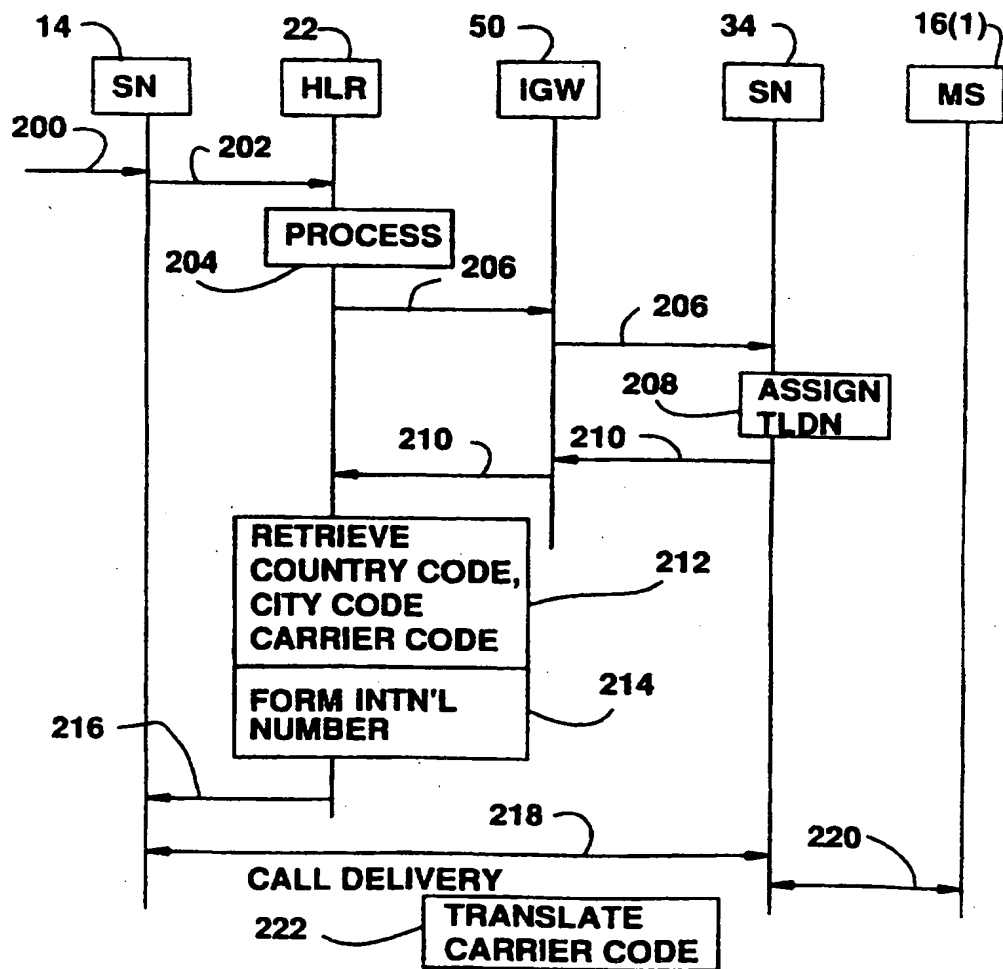 14 22 50 34 16(1)
SN HLR IGW SN MS
200
202
PROCESS
204
206
206
208
ASSIGN
TLDN
210
210
RETRIEVE
COUNTRY CODE,
CITY CODE
CARRIER CODE
212
FORM INTN'L
NUMBER
214
216
218
220
CALL DELIVERY
222
TRANSLATE
CARRIER CODE